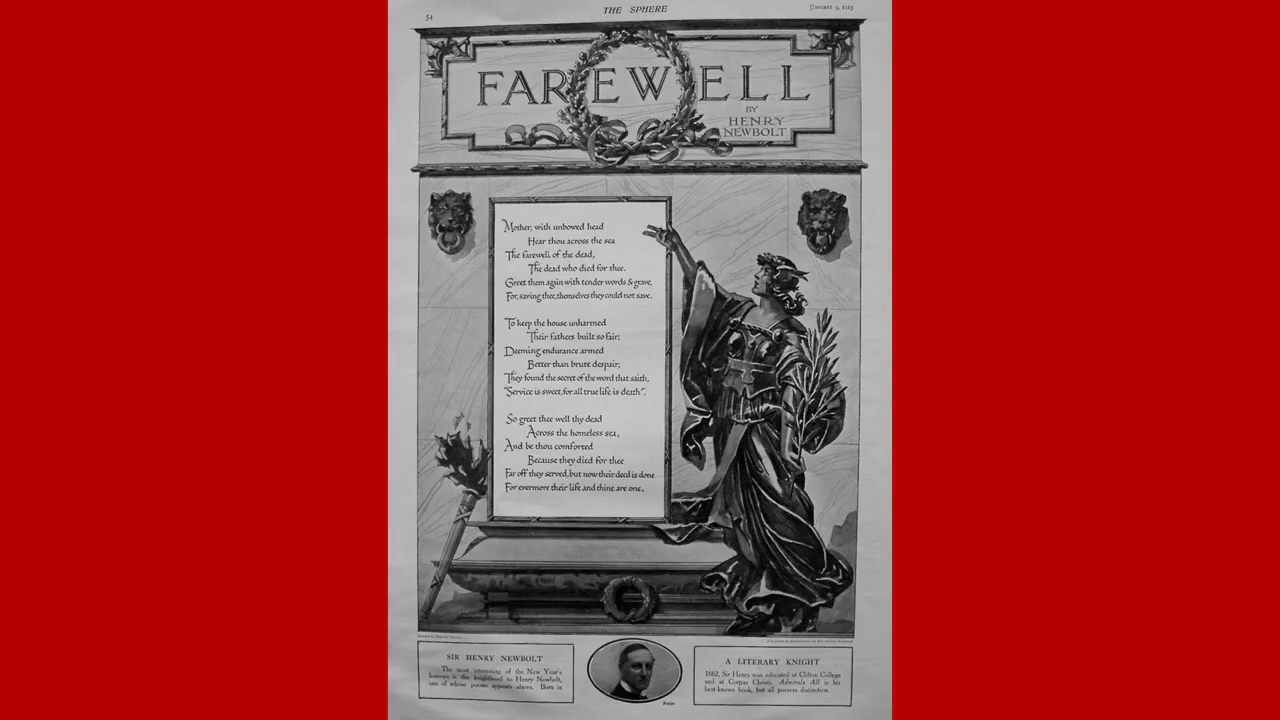 54
THE SPHERE
FAREWELL
BY
HENRY
NEWBOLT
Mother, with unbowed head
Hear thou across the sea
The farewell of the dead,
The dead who died for thee.
Greet them again with tender words & grave,
For, saving thee, themselves they could not save.
To keep the house unharmed
Their fathers built so fair;
Deeming endurance armed
Better than brute despair;
They found the secret of the word that saith,
"Service is sweet, for all true life is death".
So greet thee well thy dead
Across the homeless sea,
And be thou comforted
Because they died for thee
Far off they served, but now their deed is done
For evermore their life and thine are one.
SIR HENRY NEWBOLT
The most interesting of the New Year's
honours is the knighthood to Henry Newbolt,
one of whose poems appears above. Born in
A LITERARY KNIGHT
1862, Sir Henry was educated at Clifton College
and at Corpus Christi. Admirals All is his
best-known book, but all possess distinction.